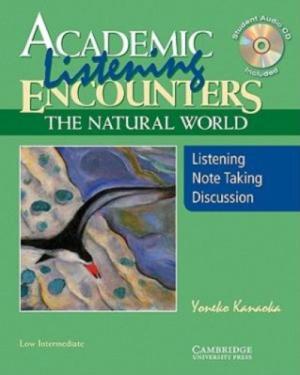 ACADEMIC
Listening
ENCOUNTERS
THE NATURAL WORLD
Student Audio CD
Included
Listening
Note Taking
Discussion
Yoneko Kanaoka
Low Intermediate
CAMBRIDGE
UNIVERSITY PRESS